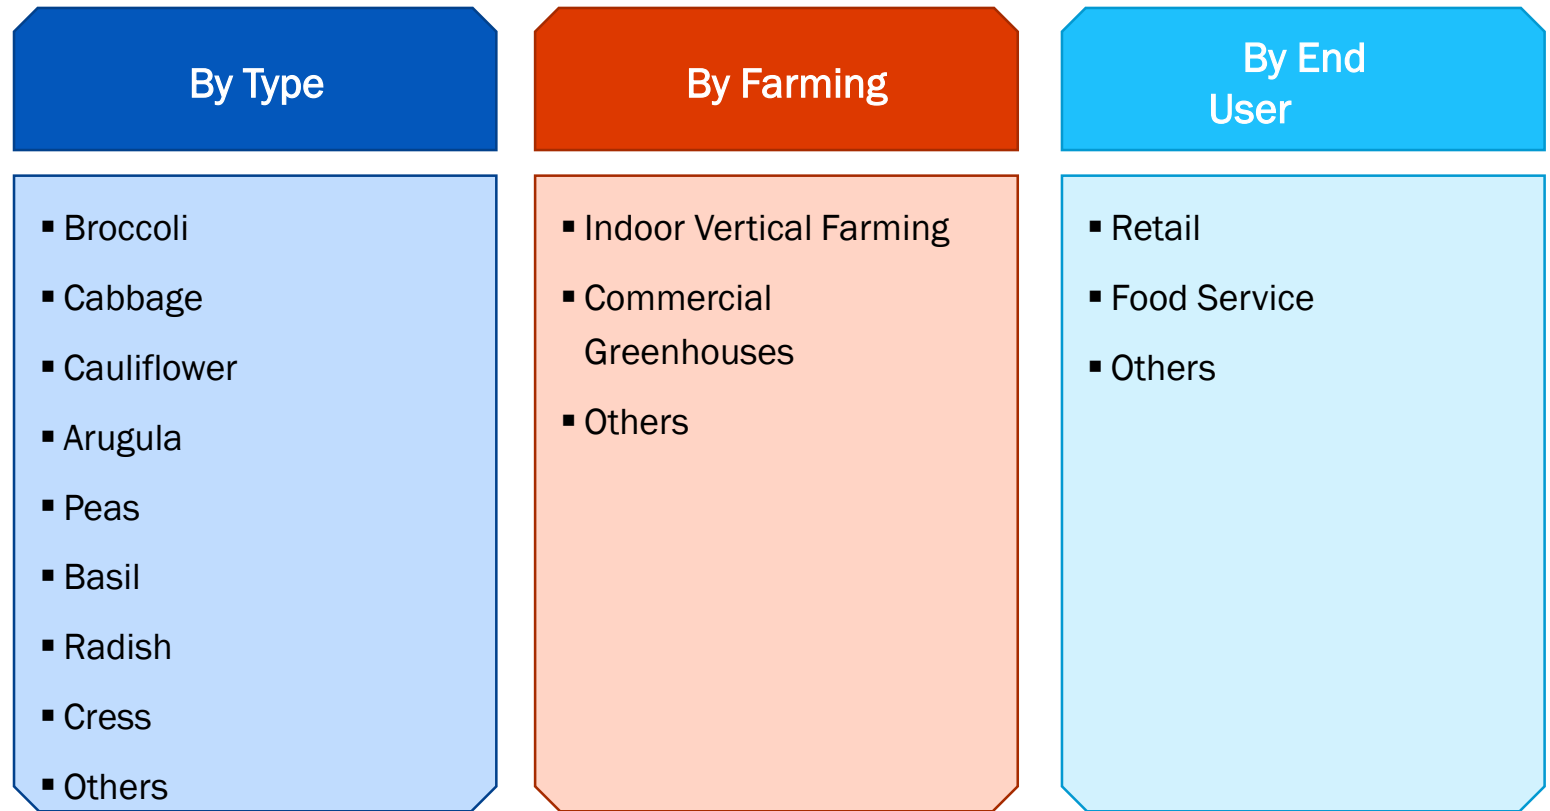 By Type
▪ Broccoli
▪ Cabbage
▪ Cauliflower
▪ Arugula
▪ Peas
▪ Basil
▪ Radish
▪ Cress
▪ Others
By Farming
▪ Indoor Vertical Farming
▪ Commercial
Greenhouses
▪ Others
By End
User
▪ Retail
▪ Food Service
▪ Others